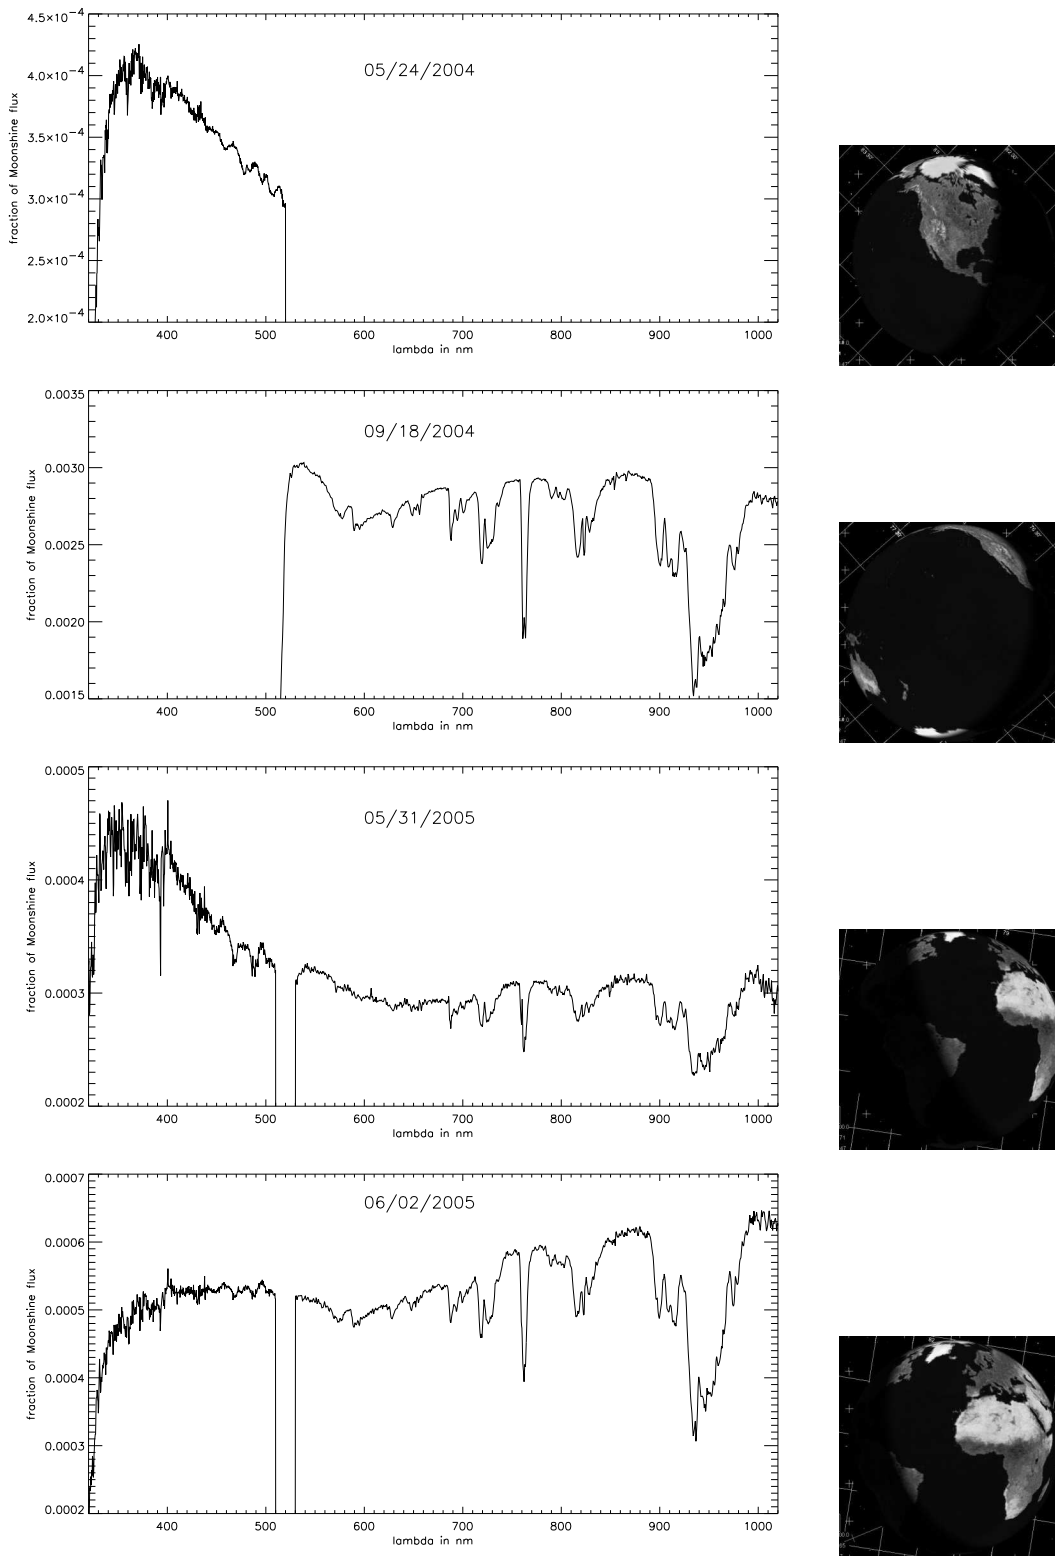 4.5×10⁻⁴
4.0×10⁻⁴
3.5×10⁻⁴
3.0×10⁻⁴
2.5×10⁻⁴
2.0×10⁻⁴
fraction of Moonshine flux
05/24/2004
400 500 600 700 800 900 1000
lambda in nm
0.0035
0.0030
0.0025
0.0020
0.0015
fraction of Moonshine flux
09/18/2004
400 500 600 700 800 900 1000
lambda in nm
0.0005
0.0004
0.0003
0.0002
fraction of Moonshine flux
05/31/2005
400 500 600 700 800 900 1000
lambda in nm
0.0007
0.0006
0.0005
0.0004
0.0003
0.0002
fraction of Moonshine flux
06/02/2005
400 500 600 700 800 900 1000
lambda in nm